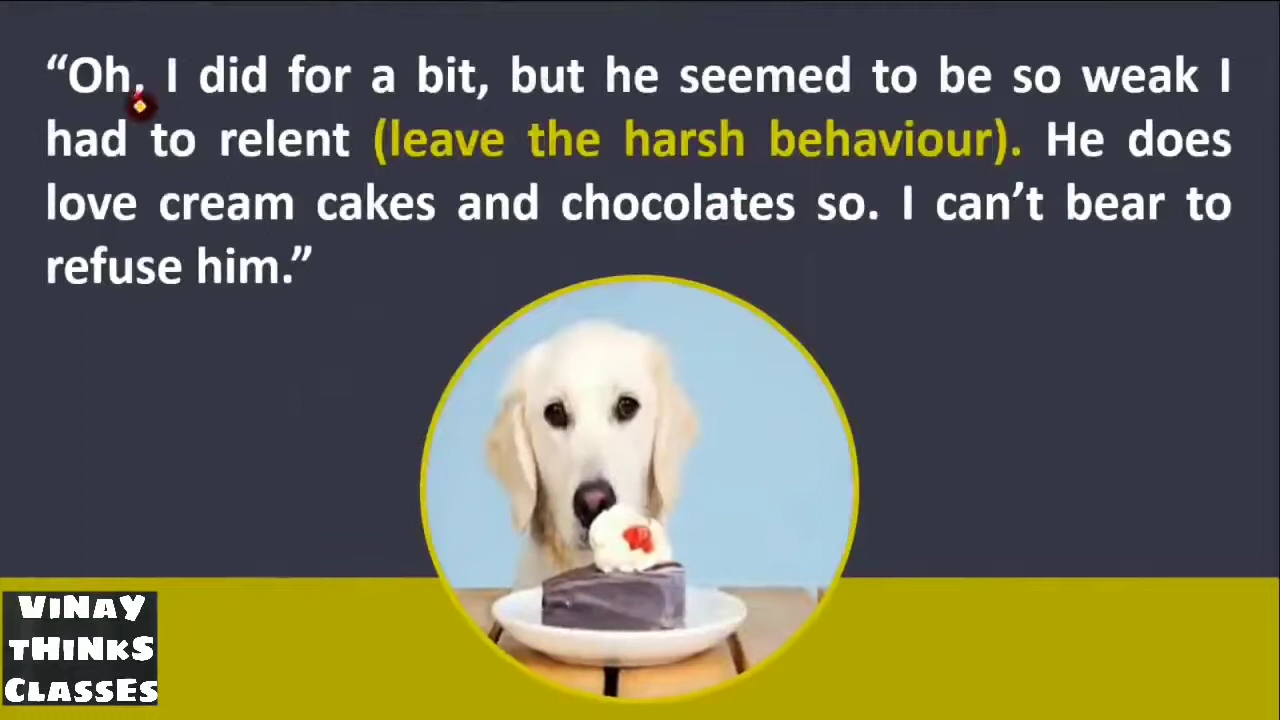 “Oh, I did for a bit, but he seemed to be so weak I
had to relent (leave the harsh behaviour). He does
love cream cakes and chocolates so. I can’t bear to
refuse him.”
ViNAY
THiNKS
CLASSES